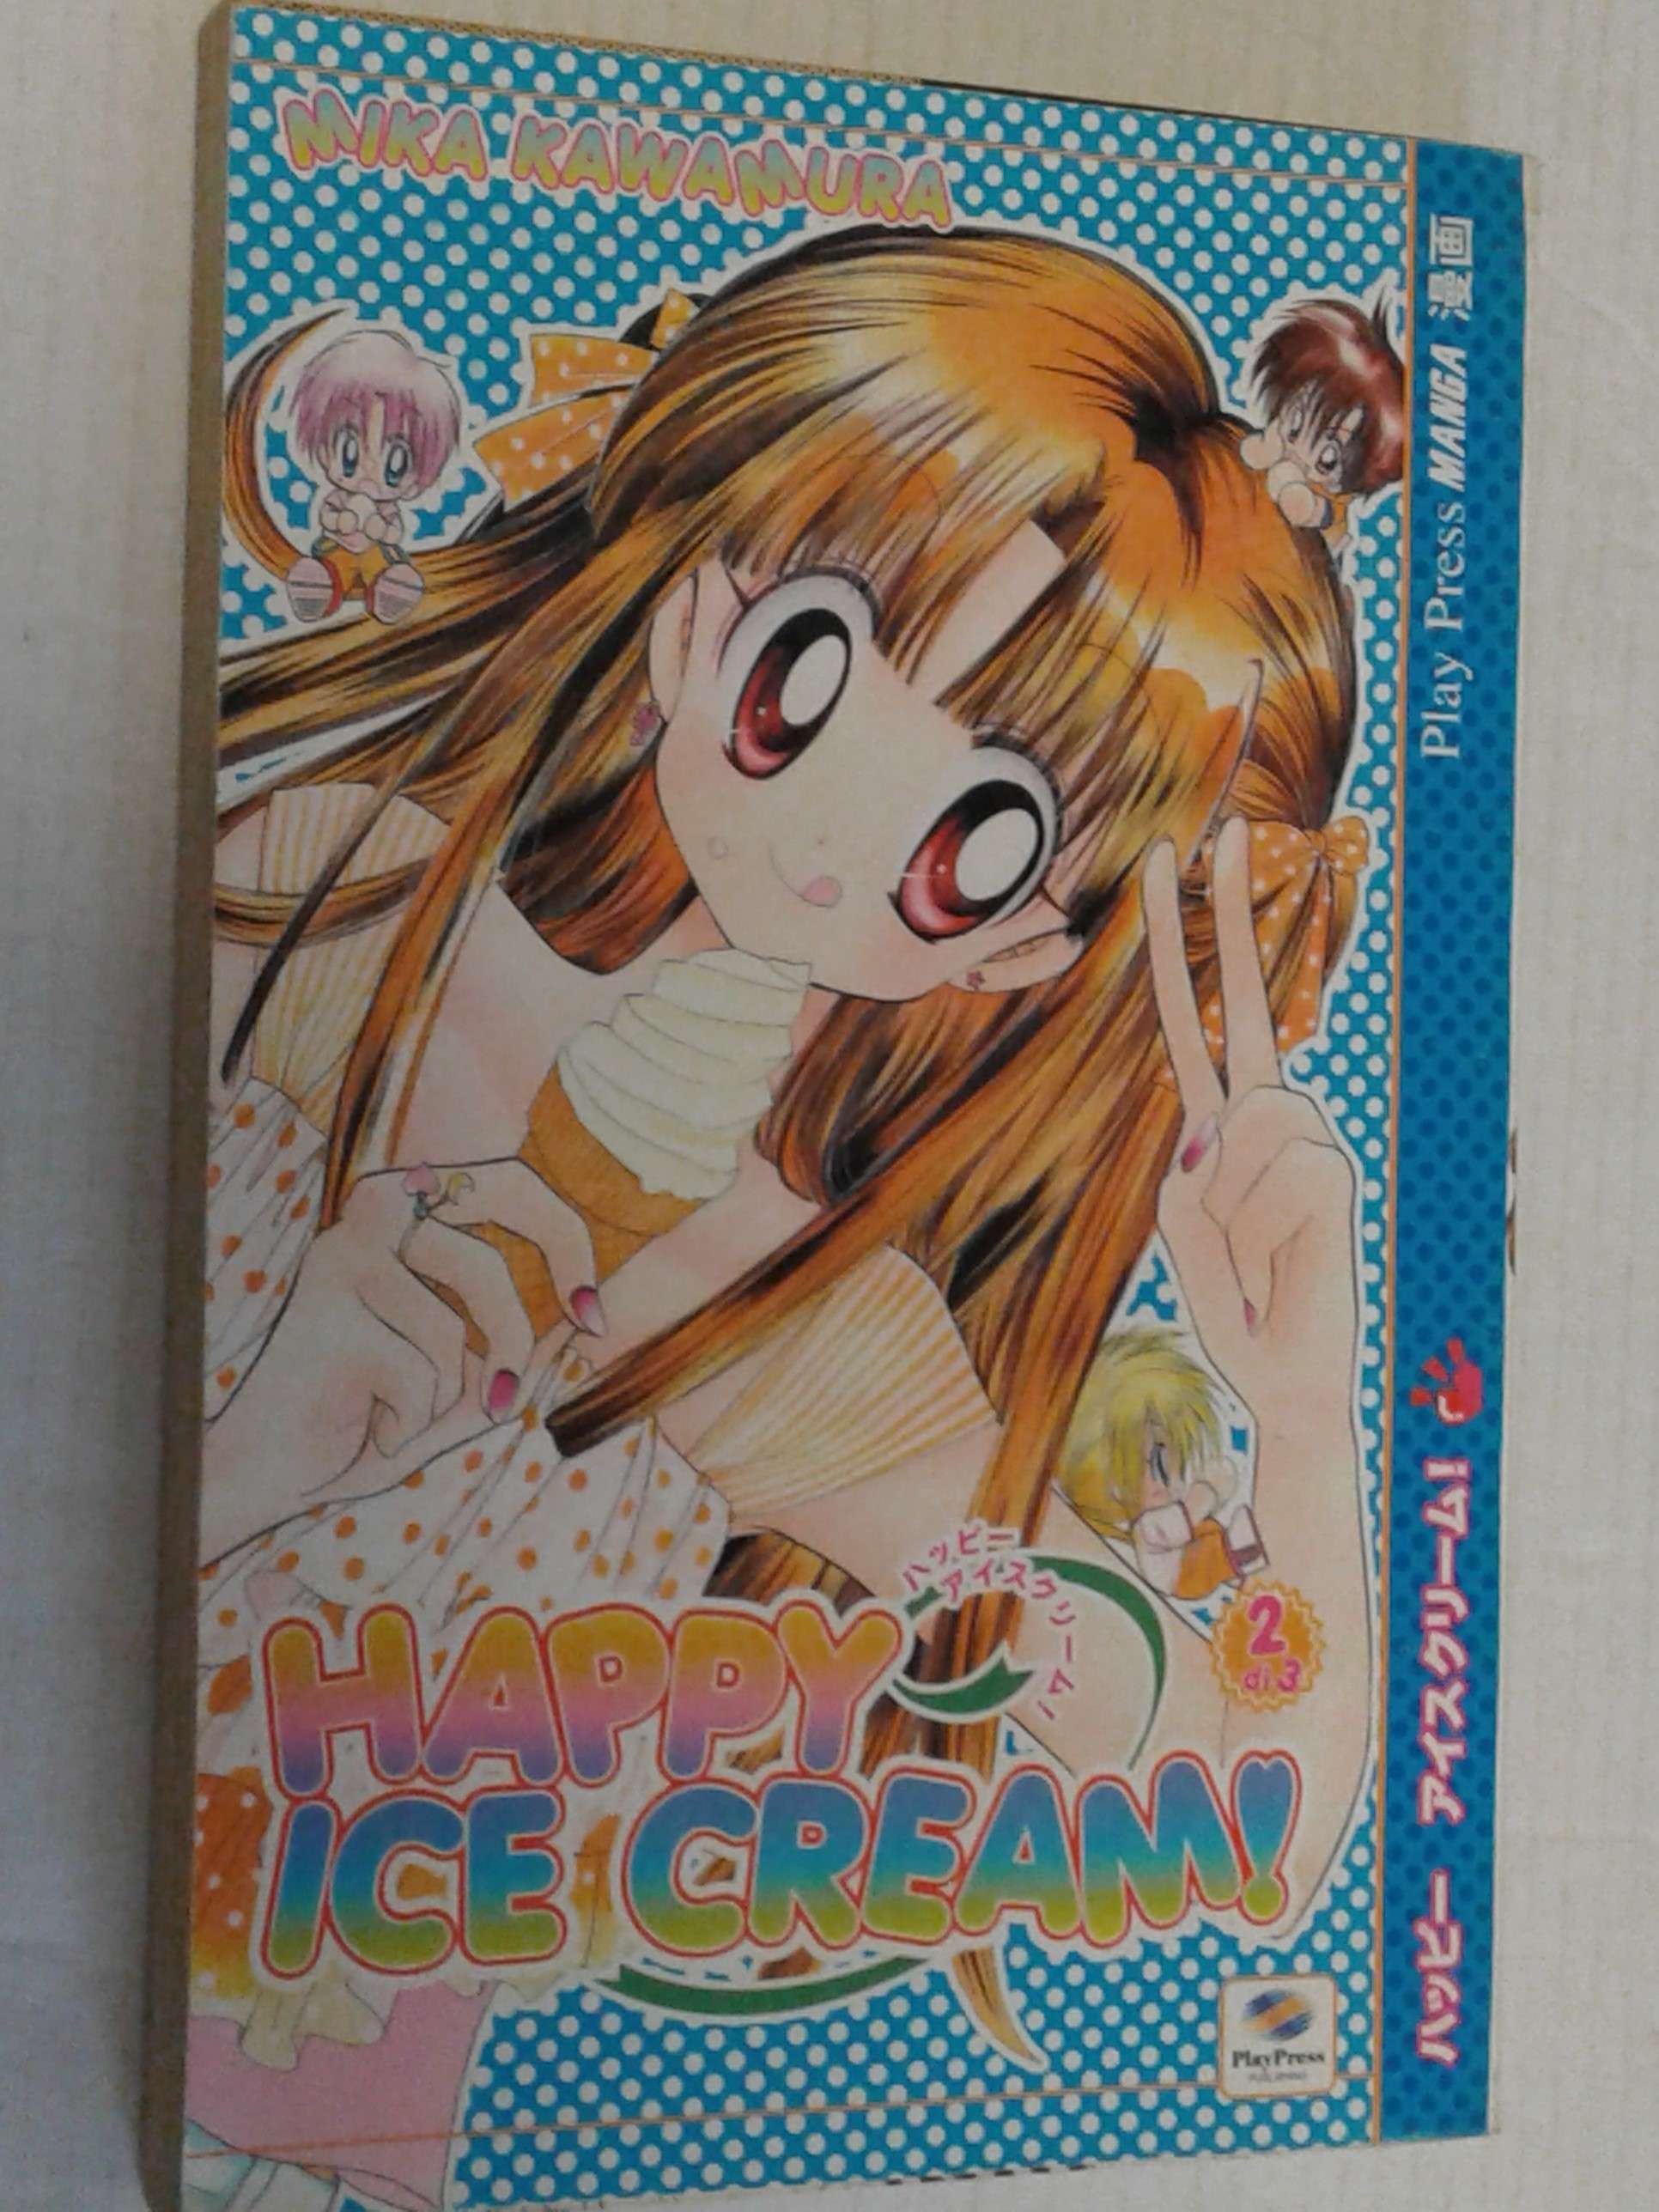 MIKA KAWAMURA
ハッピー
アイスクリーム!
2
di 3
HAPPY
ICE CREAM!
PlayPress
PUBLISHING
Play Press MANGA 漫画
ハッピー アイスクリーム!